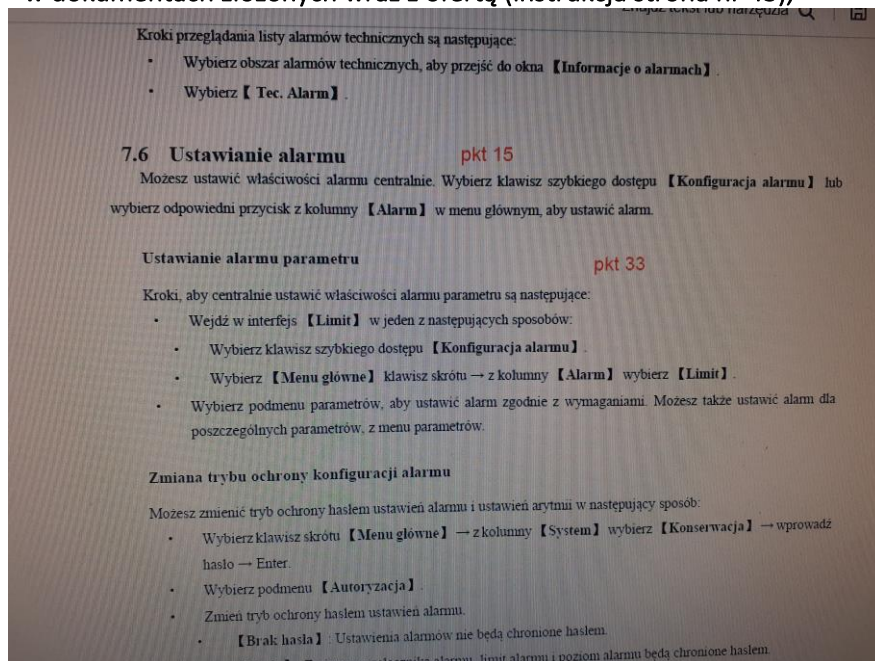 w dokumentach złożonych wraz z ofertą (instrukcja strona nr
Znajdź tekst lub narzędzia
Kroki przeglądania listy alarmów technicznych są następujące:
• Wybierz obszar alarmów technicznych, aby przejść do okna 【Informacje o alarmach】.
• Wybierz【 Tec. Alarm】.
7.6 Ustawianie alarmu pkt 15
Możesz ustawić właściwości alarmu centralnie. Wybierz klawisz szybkiego dostępu 【Konfiguracja alarmu】 lub
wybierz odpowiedni przycisk z kolumny 【Alarm】 w menu głównym, aby ustawić alarm.
Ustawianie alarmu parametru pkt 33
Kroki, aby centralnie ustawić właściwości alarmu parametru są następujące:
• Wejdź w interfejs 【Limit】 w jeden z następujących sposobów:
• Wybierz klawisz szybkiego dostępu 【Konfiguracja alarmu】.
• Wybierz 【Menu główne】 klawisz skrótu → z kolumny 【Alarm】 wybierz 【Limit】.
• Wybierz podmenu parametrów, aby ustawić alarm zgodnie z wymaganiami. Możesz także ustawić alarm dla
poszczególnych parametrów, z menu parametrów.
Zmiana trybu ochrony konfiguracji alarmu
Możesz zmienić tryb ochrony hasłem ustawień alarmu i ustawień arytmii w następujący sposób:
• Wybierz klawisz skrótu 【Menu główne】 → z kolumny 【System】 wybierz 【Konserwacja】 → wprowadź
hasło → Enter.
• Wybierz podmenu 【Autoryzacja】.
• Zmień tryb ochrony hasłem ustawień alarmu.
• 【Brak hasła】: Ustawienia alarmów nie będą chronione hasłem.
alarmu, limit alarmu i poziom alarmu będą chronione hasłem.